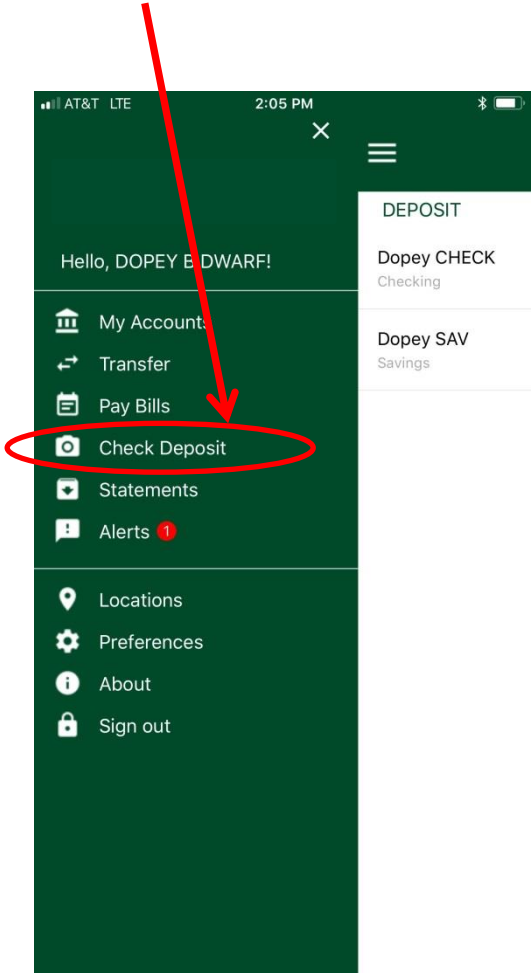 AT&T LTE 2:05 PM
Hello, DOPEY B DWARF!
My Accounts
Transfer
Pay Bills
Check Deposit
Statements
Alerts 1
Locations
Preferences
About
Sign out
DEPOSIT
Dopey CHECK
Checking
Dopey SAV
Savings